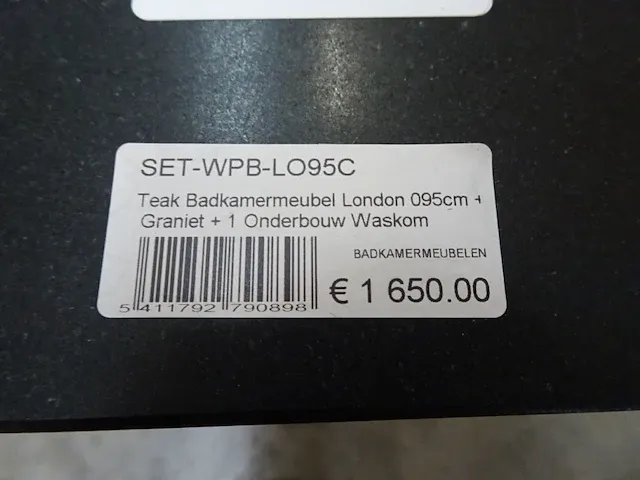 SET-WPB-LO95C
Teak Badkamermeubel London 095cm +
Graniet + 1 Onderbouw Waskom
BADKAMERMEUBELEN
€ 1 650.00
5 411792 790898